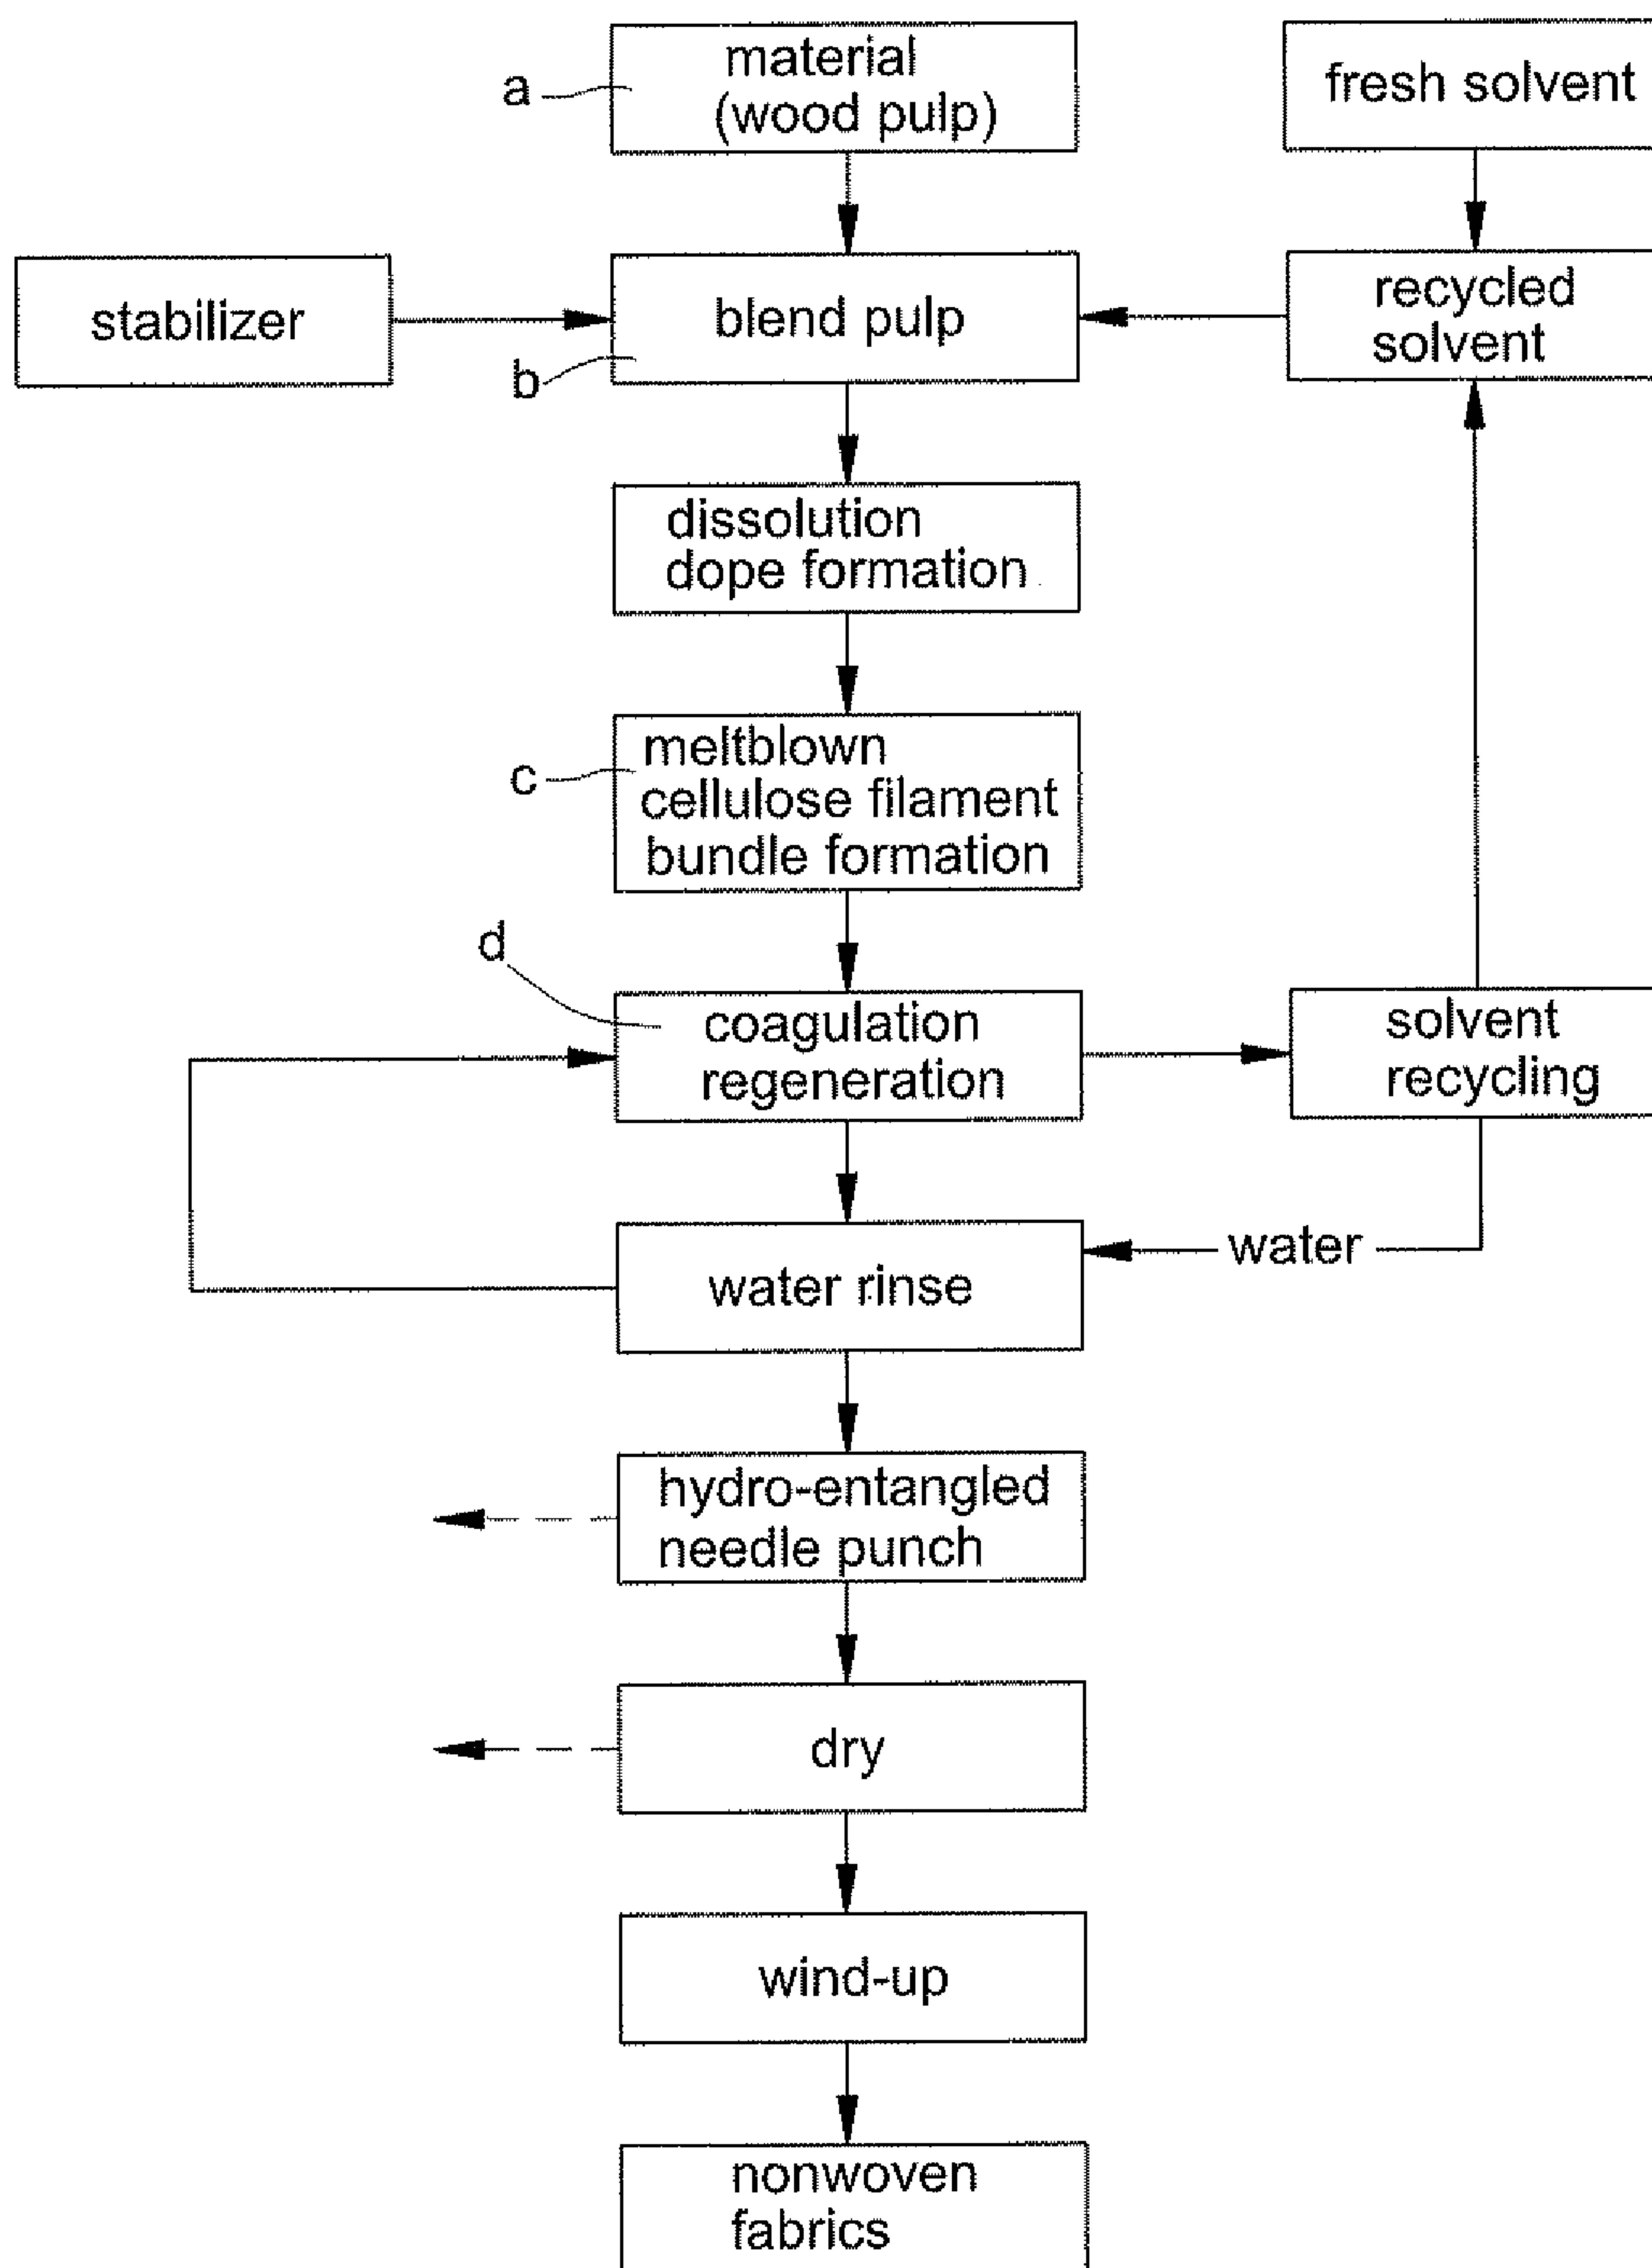 a
material
(wood pulp)
fresh solvent
stabilizer
b
blend pulp
recycled
solvent
dissolution
dope formation
c
meltblown
cellulose filament
bundle formation
d
coagulation
regeneration
solvent
recycling
water rinse
water
hydro-entangled
needle punch
dry
wind-up
nonwoven
fabrics